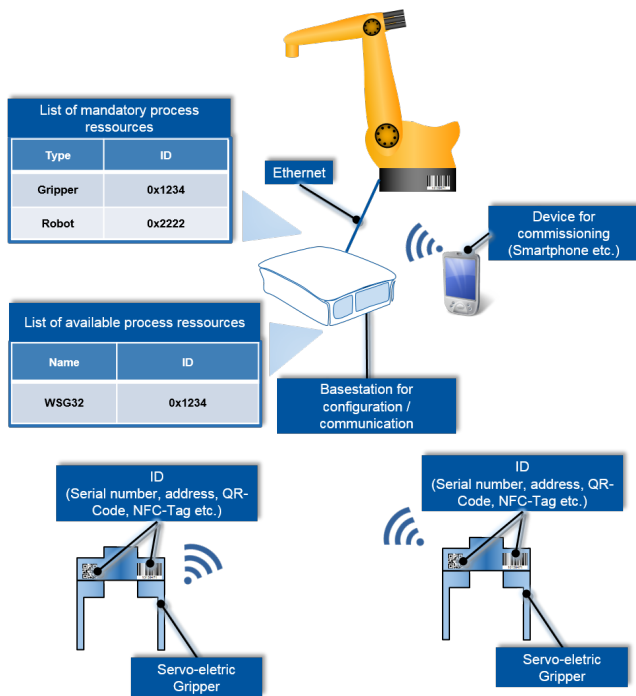 List of mandatory process
ressources
Type ID
Gripper 0x1234
Robot 0x2222
Ethernet
Device for
commissioning
(Smartphone etc.)
List of available process ressources
Name ID
WSG32 0x1234
Basestation for
configuration /
communication
ID
(Serial number, address, QR-
Code, NFC-Tag etc.)
Servo-eletric
Gripper
ID
(Serial number, address, QR-
Code, NFC-Tag etc.)
Servo-eletric
Gripper